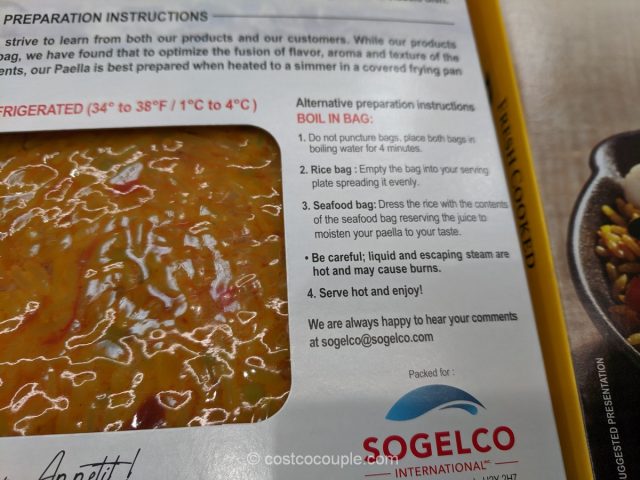 PREPARATION INSTRUCTIONS
strive to learn from both our products and our customers. While our products
bag, we have found that to optimize the fusion of flavor, aroma and texture of the
ents, our Paella is best prepared when heated to a simmer in a covered frying pan
FRIGERATED (34° to 38°F / 1°C to 4°C)
Alternative preparation instructions
BOIL IN BAG:
1. Do not puncture bags, place both bags in
boiling water for 4 minutes.
2. Rice bag : Empty the bag into your serving
plate spreading it evenly.
3. Seafood bag: Dress the rice with the contents
of the seafood bag reserving the juice to
moisten your paella to your taste.
• Be careful; liquid and escaping steam are
hot and may cause burns.
4. Serve hot and enjoy!
We are always happy to hear your comments
at sogelco@sogelco.com
Packed for :
SOGELCO
INTERNATIONAL
H3Y 2H7
Appetit!
FRESH COOKED
UGGESTED PRESENTATION
© costcocouple.com